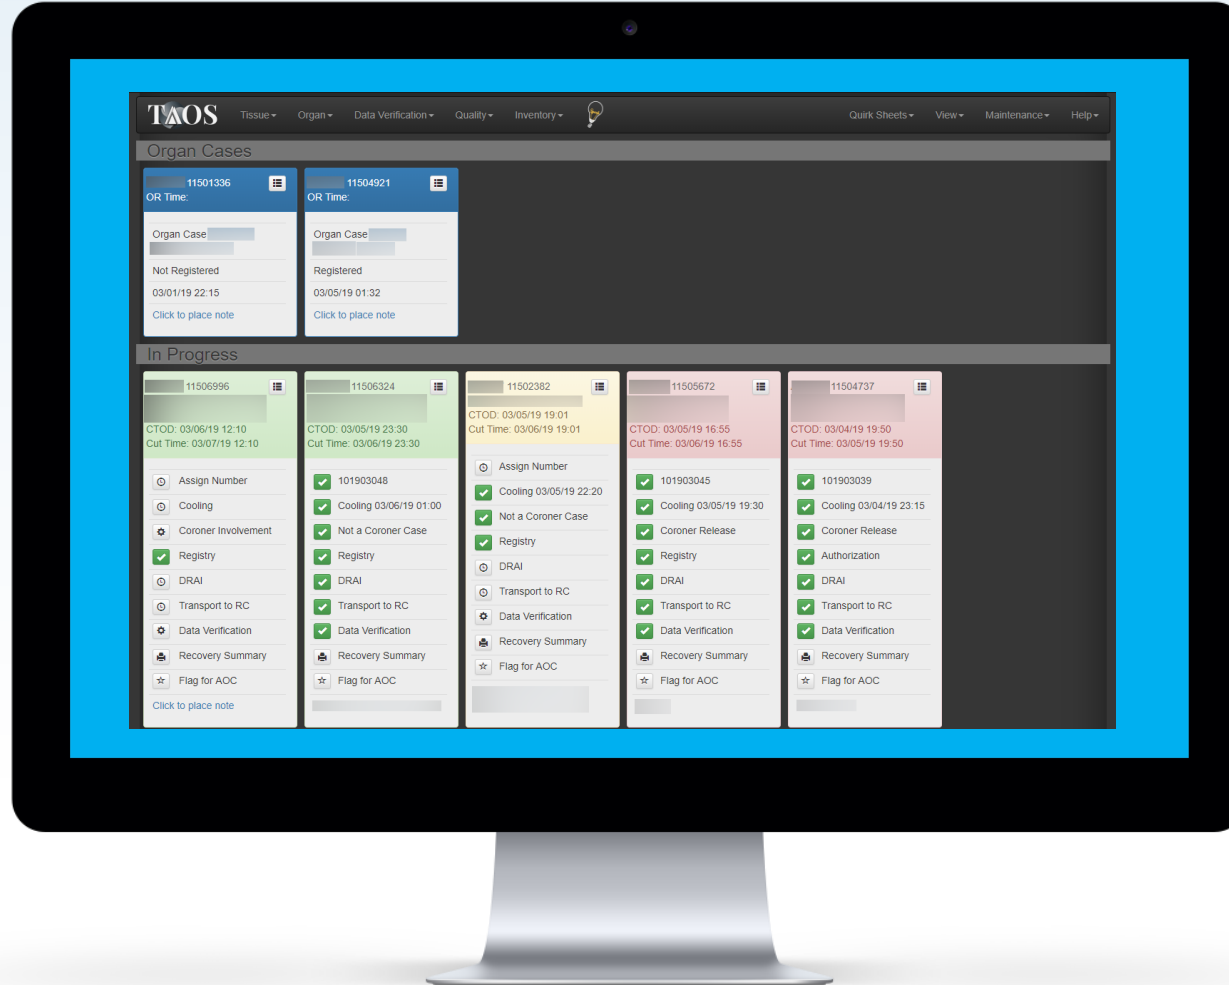 TAOS Tissue Organ Data Verification Quality Inventory Quirk Sheets View Maintenance Help
Organ Cases
11501336
OR Time:
Organ Case
Not Registered
03/01/19 22:15
Click to place note
11504921
OR Time:
Organ Case
Registered
03/05/19 01:32
Click to place note
In Progress
11506996
CTOD: 03/06/19 12:10
Cut Time: 03/07/19 12:10
Assign Number
Cooling
Coroner Involvement
Registry
DRAI
Transport to RC
Data Verification
Recovery Summary
Flag for AOC
Click to place note
11506324
CTOD: 03/05/19 23:30
Cut Time: 03/06/19 23:30
101903048
Cooling 03/06/19 01:00
Not a Coroner Case
Registry
DRAI
Transport to RC
Data Verification
Recovery Summary
Flag for AOC
11502382
CTOD: 03/05/19 19:01
Cut Time: 03/06/19 19:01
Assign Number
Cooling 03/05/19 22:20
Not a Coroner Case
Registry
DRAI
Transport to RC
Data Verification
Recovery Summary
Flag for AOC
11505672
CTOD: 03/05/19 16:55
Cut Time: 03/06/19 16:55
101903045
Cooling 03/05/19 19:30
Coroner Release
Registry
DRAI
Transport to RC
Data Verification
Recovery Summary
Flag for AOC
11504737
CTOD: 03/04/19 19:50
Cut Time: 03/05/19 19:50
101903039
Cooling 03/04/19 23:15
Coroner Release
Authorization
DRAI
Transport to RC
Data Verification
Recovery Summary
Flag for AOC